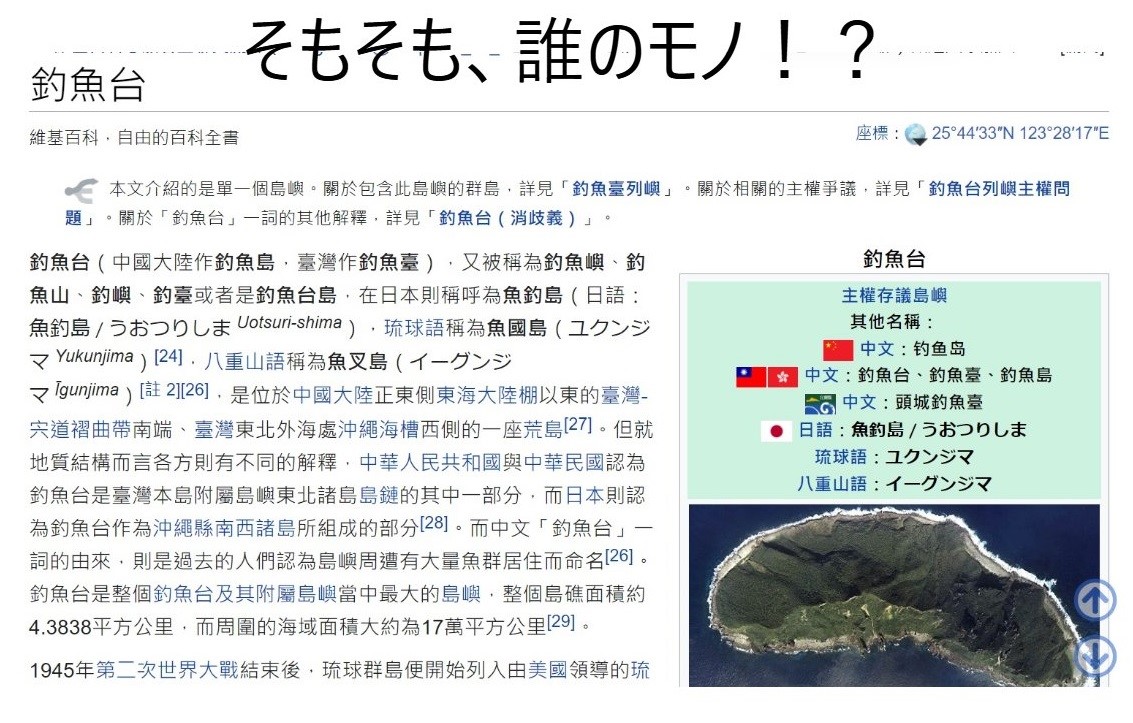 そもそも、誰のモノ！？
釣魚台
維基百科，自由的百科全書
座標： 25°44′33″N 123°28′17″E
本文介紹的是單一個島嶼。關於包含此島嶼的群島，詳見「釣魚臺列嶼」。關於相關的主權爭議，詳見「釣魚台列嶼主權問
題」。關於「釣魚台」一詞的其他解釋，詳見「釣魚台（消歧義）」。
釣魚台（中國大陸作釣魚島，臺灣作釣魚臺），又被稱為釣魚嶼、釣
魚山、釣嶼、釣臺或者是釣魚台島，在日本則稱呼為魚釣島（日語：
魚釣島 / うおつりしま Uotsuri-shima），琉球語稱為魚國島（ユクンジ
マ Yukunjima）[24]，八重山語稱為魚叉島（イーグンジ
マ Īgunjima）[註 2][26]，是位於中國大陸正東側東海大陸棚以東的臺灣-
宍道褶曲帶南端、臺灣東北外海處沖繩海槽西側的一座荒島[27]。但就
地質結構而言各方則有不同的解釋，中華人民共和國與中華民國認為
釣魚台是臺灣本島附屬島嶼東北諸島島鏈的其中一部分，而日本則認
為釣魚台作為沖繩縣南西諸島所組成的部分[28]。而中文「釣魚台」一
詞的由來，則是過去的人們認為島嶼周遭有大量魚群居住而命名[26]。
釣魚台是整個釣魚台及其附屬島嶼當中最大的島嶼，整個島礁面積約
4.3838平方公里，而周圍的海域面積大約為17萬平方公里[29]。
1945年第二次世界大戰結束後，琉球群島便開始列入由美國領導的琉
釣魚台
主權存議島嶼
其他名稱：
中文：钓鱼岛
中文：釣魚台、釣魚臺、釣魚島
中文：頭城釣魚臺
日語：魚釣島 / うおつりしま
琉球語：ユクンジマ
八重山語：イーグンジマ